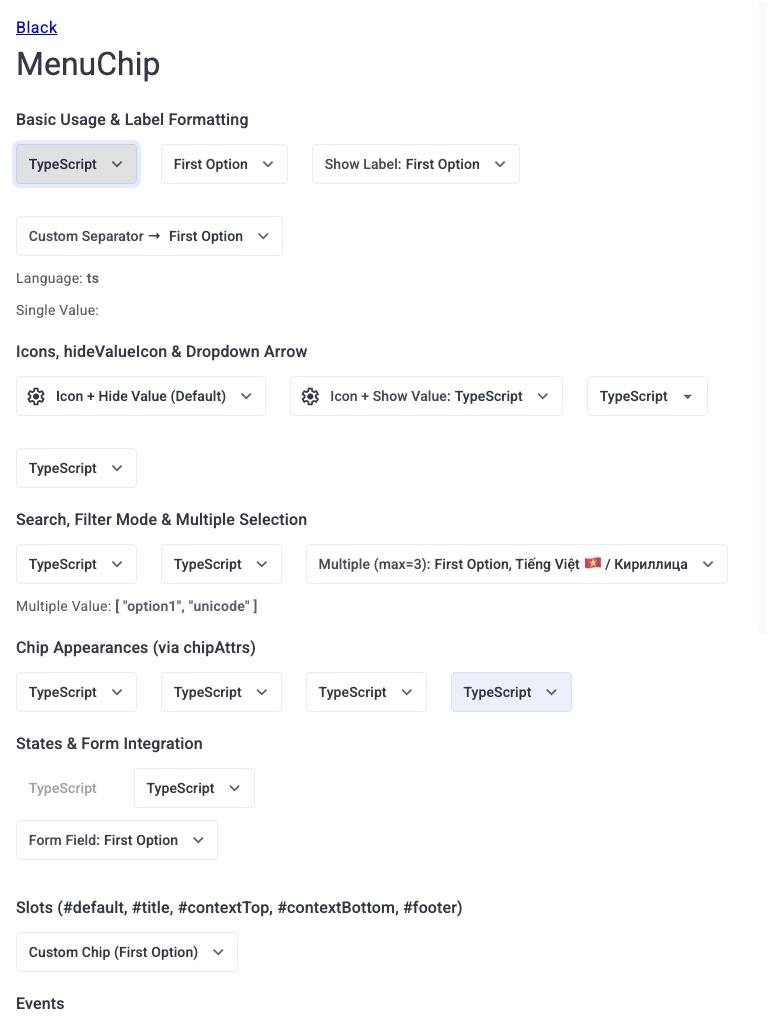 Black
MenuChip
Basic Usage & Label Formatting
TypeScript First Option Show Label: First Option
Custom Separator → First Option
Language: ts
Single Value:
Icons, hideValueIcon & Dropdown Arrow
Icon + Hide Value (Default) Icon + Show Value: TypeScript TypeScript
TypeScript
Search, Filter Mode & Multiple Selection
TypeScript TypeScript Multiple (max=3): First Option, Tiếng Việt 🇻🇳 / Кириллица
Multiple Value: [ "option1", "unicode" ]
Chip Appearances (via chipAttrs)
TypeScript TypeScript TypeScript TypeScript
States & Form Integration
TypeScript TypeScript
Form Field: First Option
Slots (#default, #title, #contextTop, #contextBottom, #footer)
Custom Chip (First Option)
Events